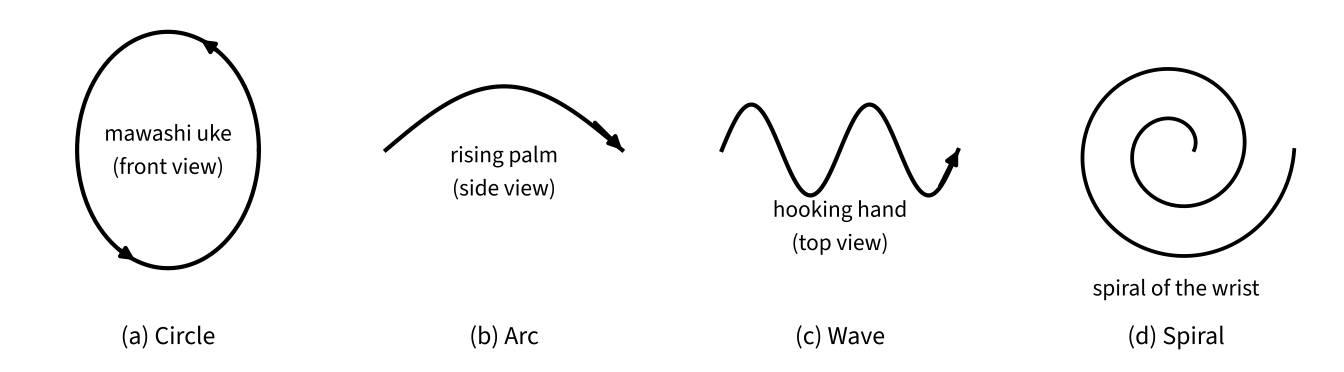 mawashi uke
(front view)
(a) Circle
rising palm
(side view)
(b) Arc
hooking hand
(top view)
(c) Wave
spiral of the wrist
(d) Spiral